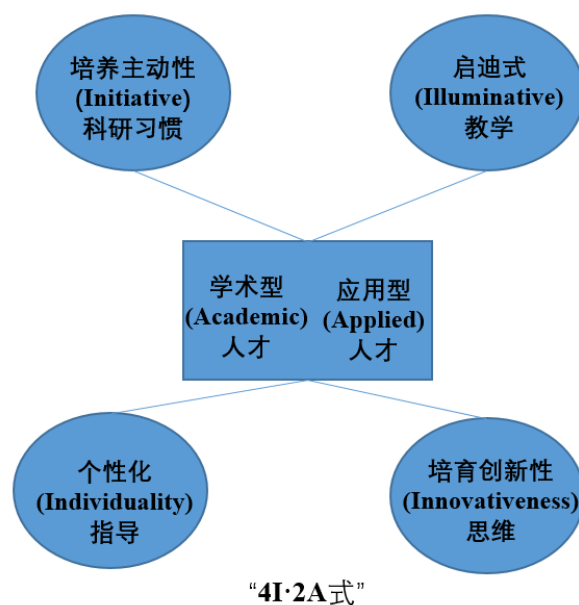 培养主动性
(Initiative)
科研习惯
启迪式
(Illuminative)
教学
学术型
(Academic)
人才
应用型
(Applied)
人才
个性化
(Individuality)
指导
培育创新性
(Innovativeness)
思维
“4I·2A式”